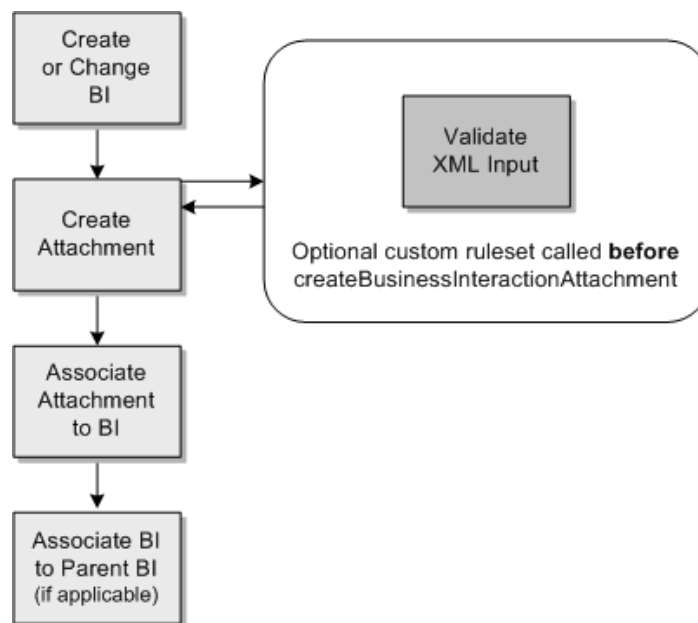 Create
or Change
BI
Create
Attachment
Validate
XML Input
Optional custom ruleset called before
createBusinessInteractionAttachment
Associate
Attachment
to BI
Associate BI
to Parent BI
(if applicable)